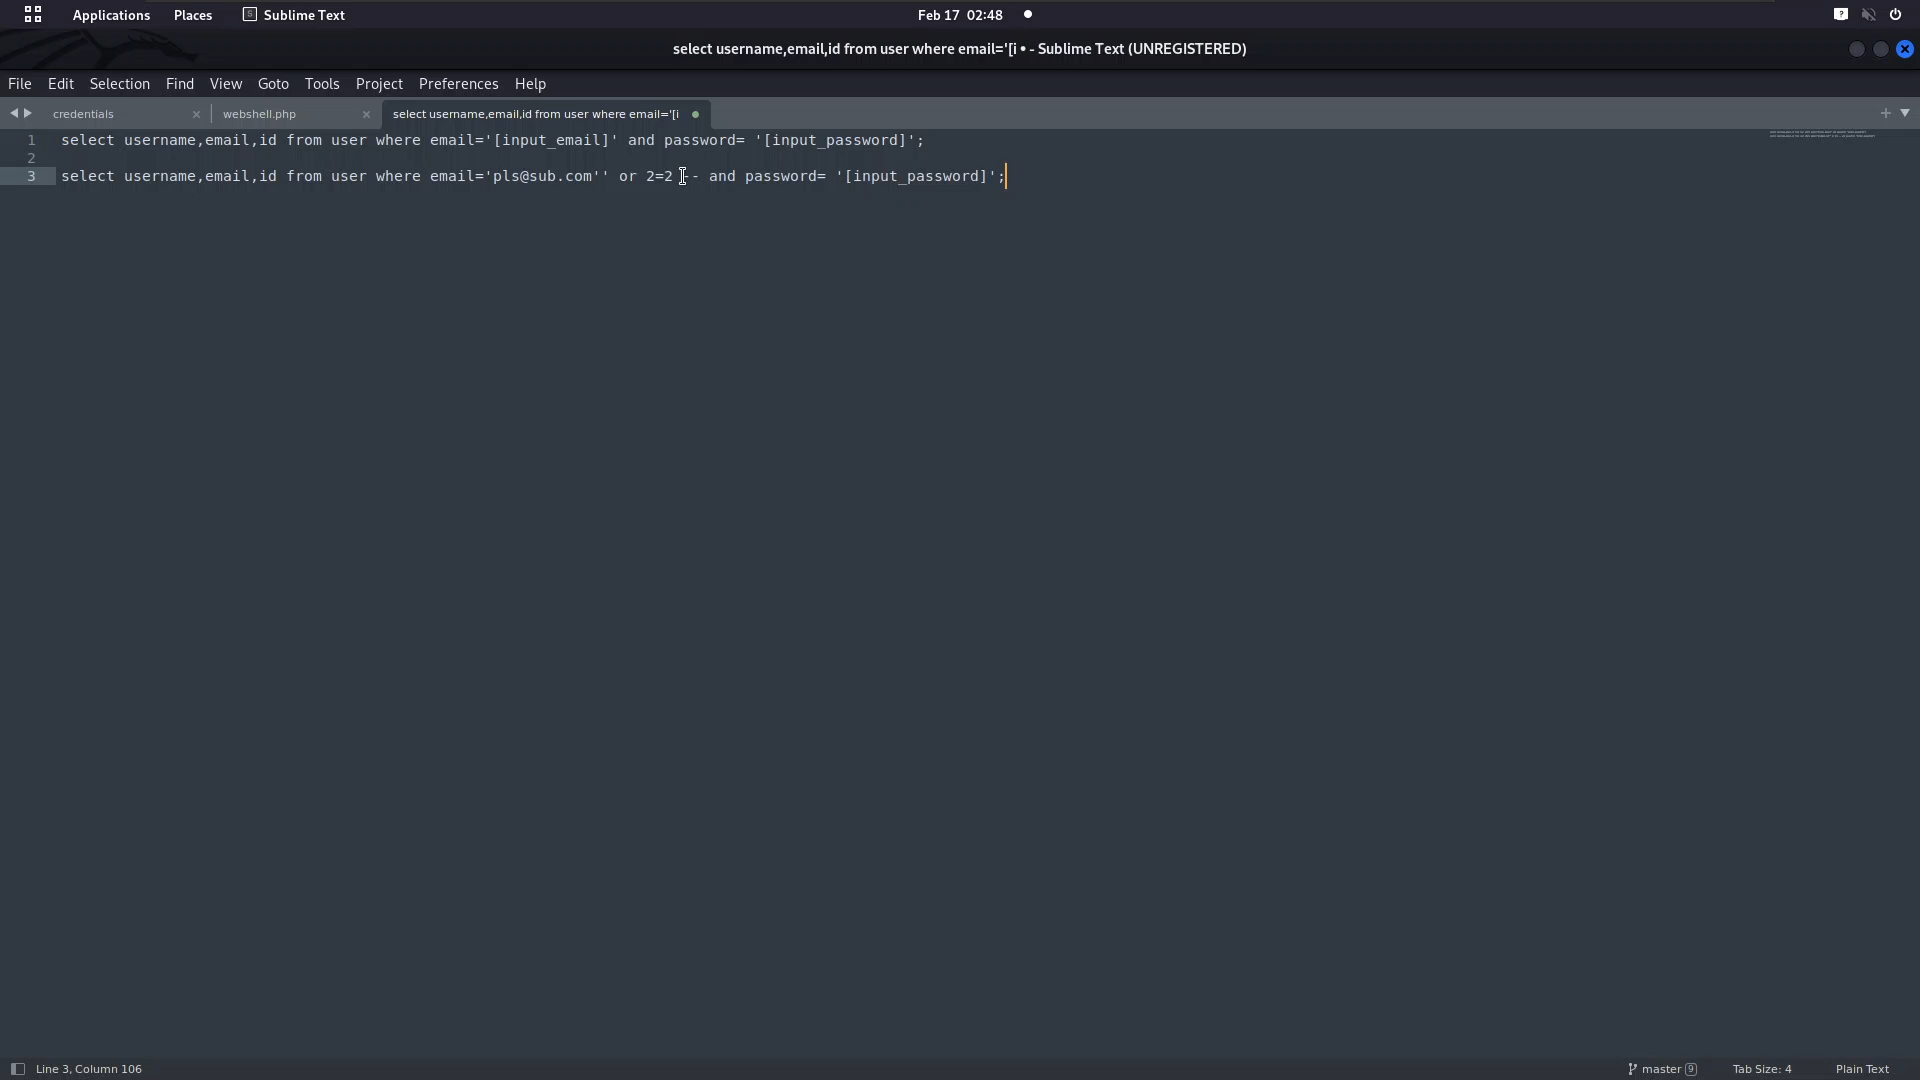 Applications Places Sublime Text Feb 17 02:48
select username,email,id from user where email='[i • - Sublime Text (UNREGISTERED)
File Edit Selection Find View Goto Tools Project Preferences Help
credentials × webshell.php × select username,email,id from user where email='[i
1 select username,email,id from user where email='[input_email]' and password= '[input_password]';
2
3 select username,email,id from user where email='pls@sub.com'' or 2=2 -- and password= '[input_password]';
Line 3, Column 106 master 9 Tab Size: 4 Plain Text